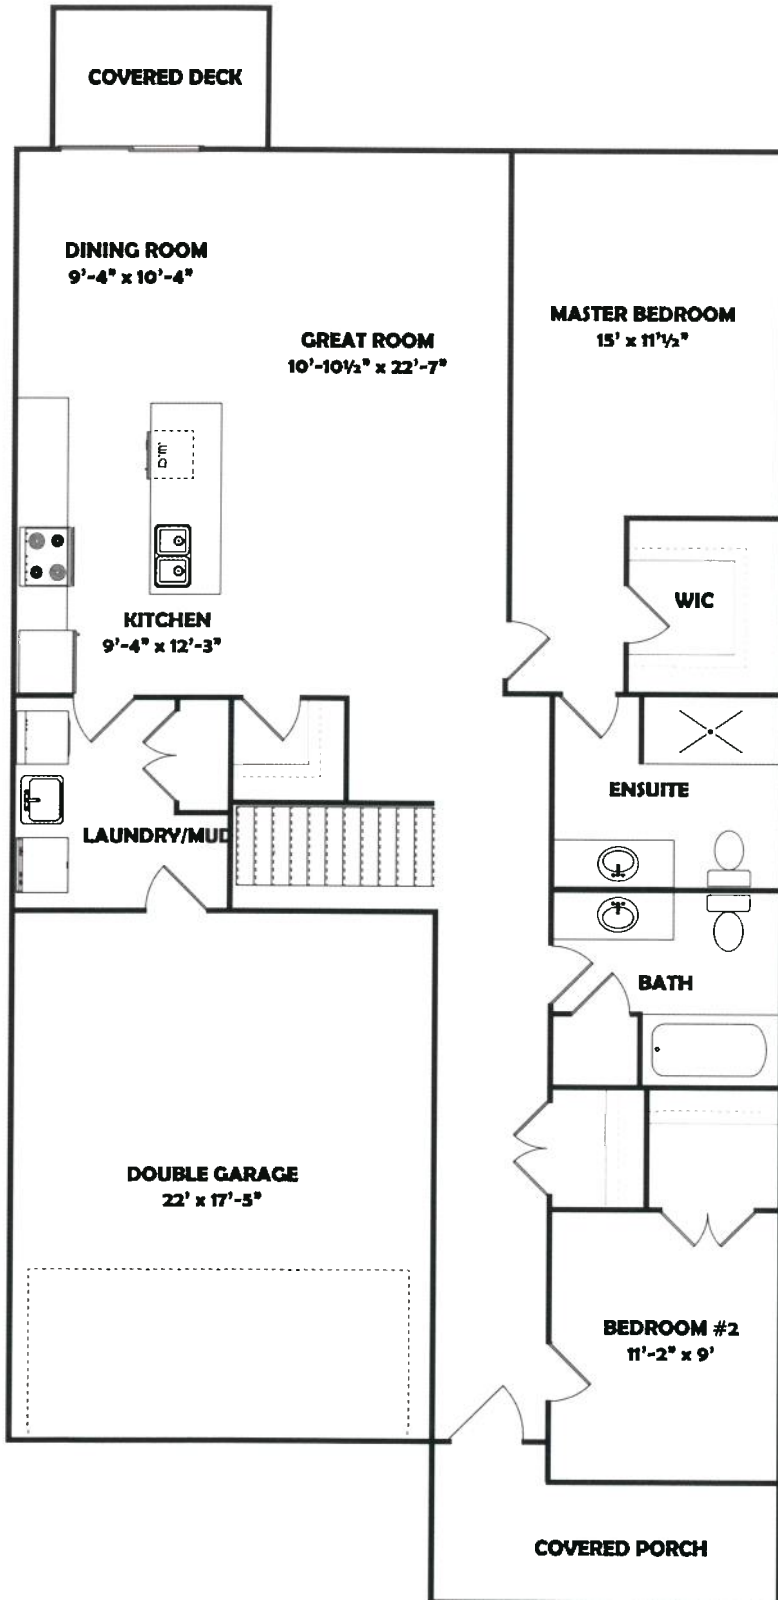 COVERED DECK
DINING ROOM
9'-4" x 10'-4"
GREAT ROOM
10'-10½" x 22'-7"
MASTER BEDROOM
15' x 11'½"
D.W.
KITCHEN
9'-4" x 12'-3"
WIC
ENSUITE
LAUNDRY/MUD
BATH
DOUBLE GARAGE
22' x 17'-5"
BEDROOM #2
11'-2" x 9'
COVERED PORCH